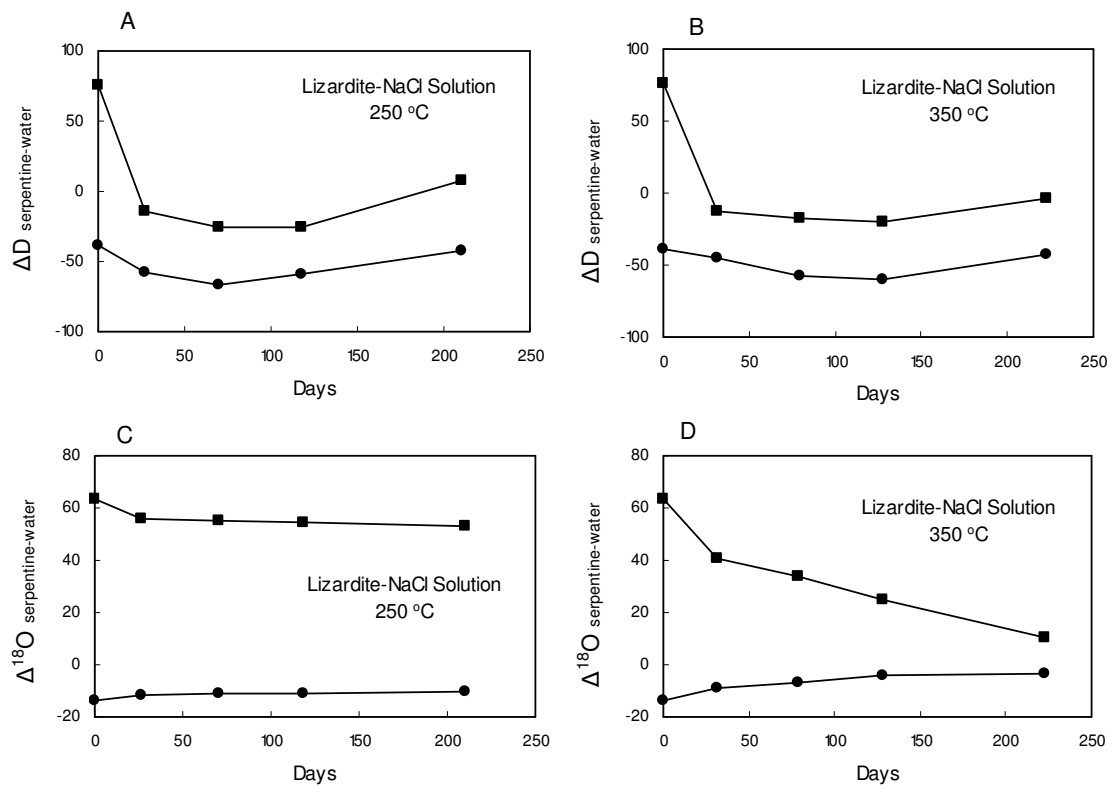 A
100
50
0
-50
-100
ΔD serpentine-water
Lizardite-NaCl Solution
250 °C
0 50 100 150 200 250
Days
B
100
50
0
-50
-100
ΔD serpentine-water
Lizardite-NaCl Solution
350 °C
0 50 100 150 200 250
Days
C
80
60
40
20
0
-20
Δ18O serpentine-water
Lizardite-NaCl Solution
250 °C
0 50 100 150 200 250
Days
D
80
60
40
20
0
-20
Δ18O serpentine-water
Lizardite-NaCl Solution
350 °C
0 50 100 150 200 250
Days